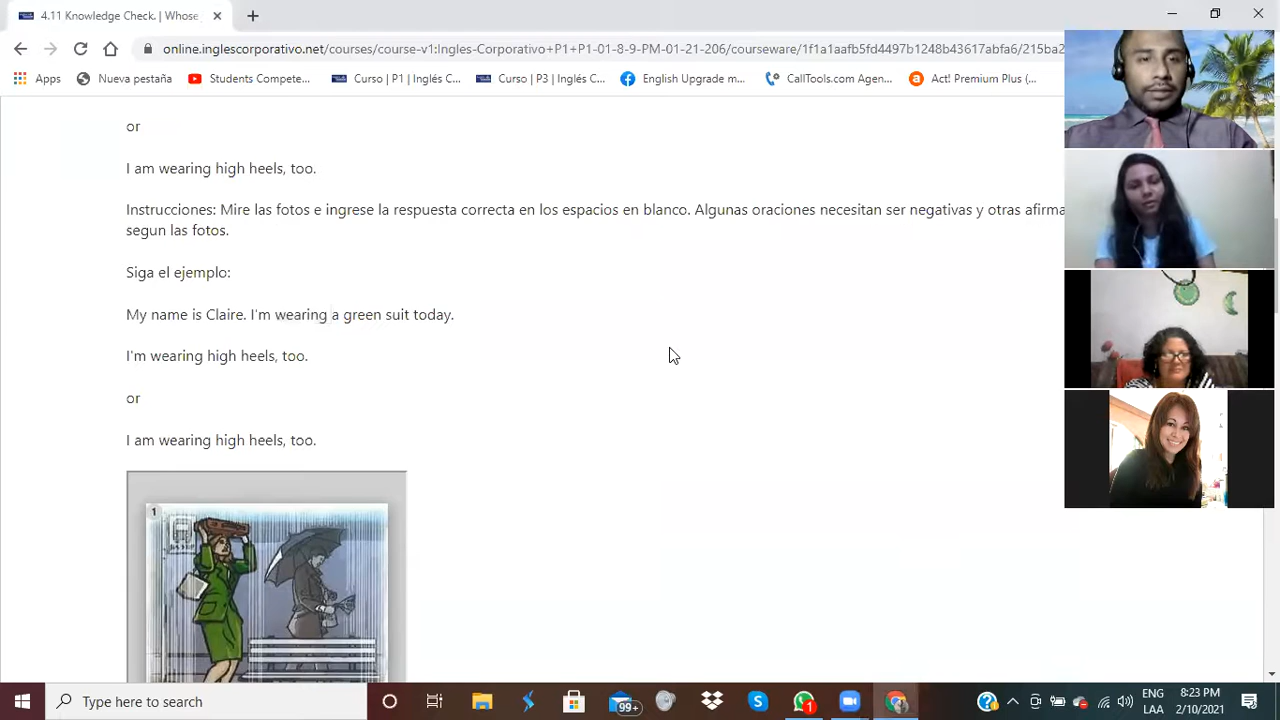 4.11 Knowledge Check. | Whose
online.inglescorporativo.net/courses/course-v1:Ingles-Corporativo+P1+P1-01-8-9-PM-01-21-206/courseware/1f1a1aafb5fd4497b1248b43617abfa6/215ba2
Apps Nueva pestaña Students Compete... Curso | P1 | Inglés C... Curso | P3 | Inglés C... English Upgra... CallTools.com Agen... Act! Premium Plus (...
or
I am wearing high heels, too.
Instrucciones: Mire las fotos e ingrese la respuesta correcta en los espacios en blanco. Algunas oraciones necesitan ser negativas y otras afirma
segun las fotos.
Siga el ejemplo:
My name is Claire. I'm wearing a green suit today.
I'm wearing high heels, too.
or
I am wearing high heels, too.
1
Type here to search
99+
1
ENG
LAA
8:23 PM
2/10/2021